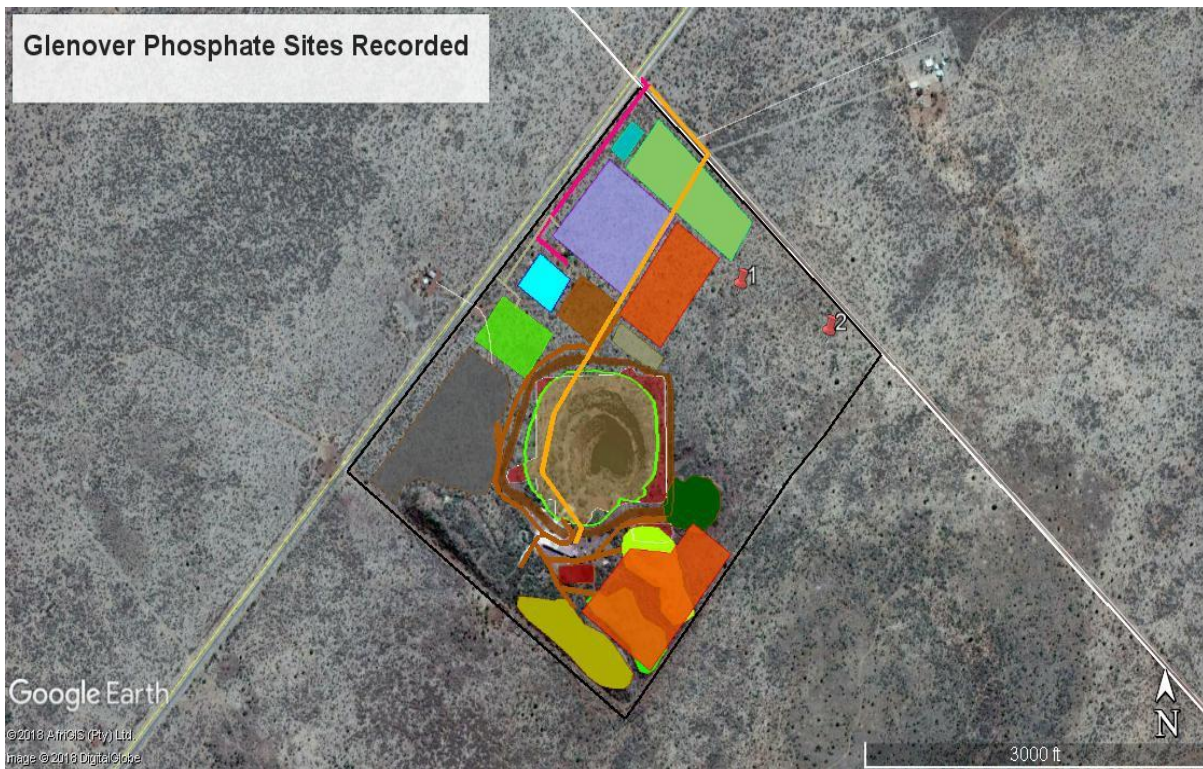 Glenover Phosphate Sites Recorded
1
2
Google Earth
©2018 AfriGIS (Pty) Ltd.
Image © 2018 DigitalGlobe
N
3000 ft